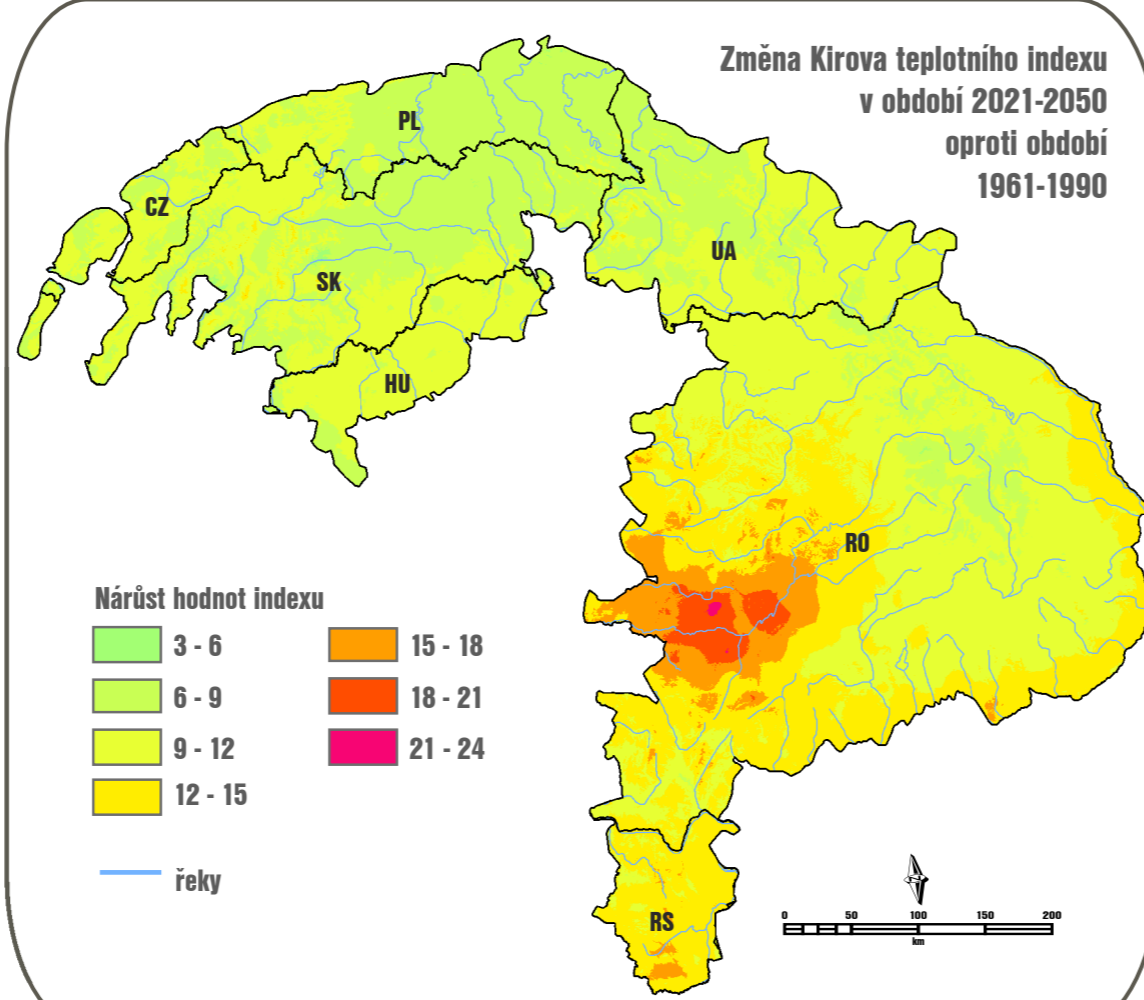 Změna Kirova teplotního indexu
v období 2021-2050
oproti období
1961-1990
PL
CZ
UA
SK
HU
RO
Nárůst hodnot indexu
3 - 6
6 - 9
9 - 12
12 - 15
15 - 18
18 - 21
21 - 24
řeky
RS
0 50 100 150 200
km